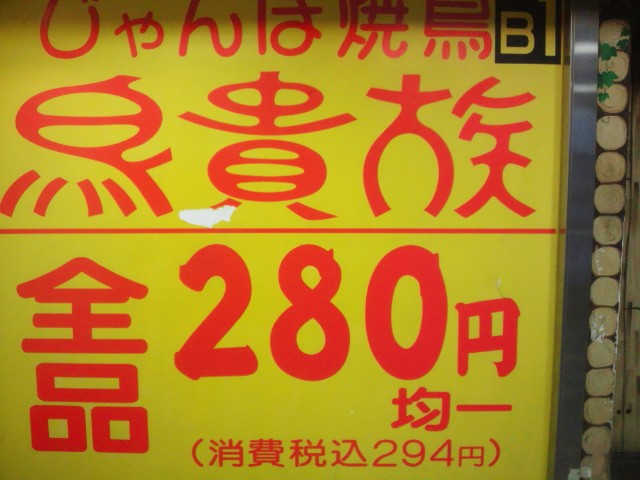 じゃんぼ焼鳥 B1
鳥貴族
全品 280円
均一
(消費税込294円)